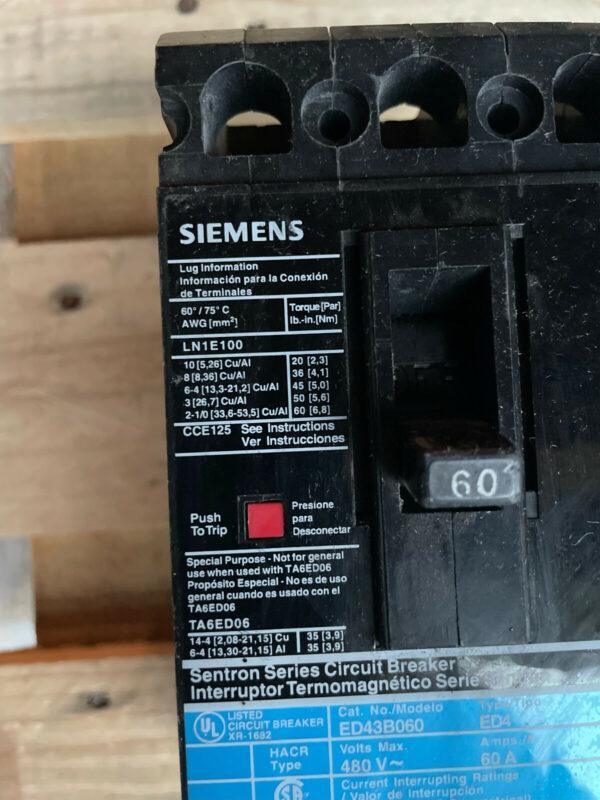 SIEMENS
Lug Information
Información para la Conexión
de Terminales
60° / 75° C Torque [Par]
AWG [mm²] lb.-in.[Nm]
LN1E100
10 [5,26] Cu/Al 20 [2,3]
8 [8,36] Cu/Al 36 [4,1]
6-4 [13,3-21,2] Cu/Al 45 [5,0]
3 [26,7] Cu/Al 50 [5,6]
2-1/0 [33,6-53,5] Cu/Al 60 [6,8]
CCE125 See Instructions
Ver Instrucciones
60
Push
To Trip
Presione
para
Desconectar
Special Purpose - Not for general
use when used with TA6ED06
Propósito Especial - No es de uso
general cuando es usado con el
TA6ED06
TA6ED06
14-4 [2,08-21,15] Cu 35 [3,9]
6-4 [13,30-21,15] Al 35 [3,9]
Sentron Series Circuit Breaker
Interruptor Termomagnético Serie
UL LISTED
CIRCUIT BREAKER
XR-1682
Cat. No./Modelo Type/Tipo
ED43B060 ED4
HACR
Type
Volts Max. Amps./
480 V~ 60 A
Current Interrupting Ratings
/ Valor de Interrupción